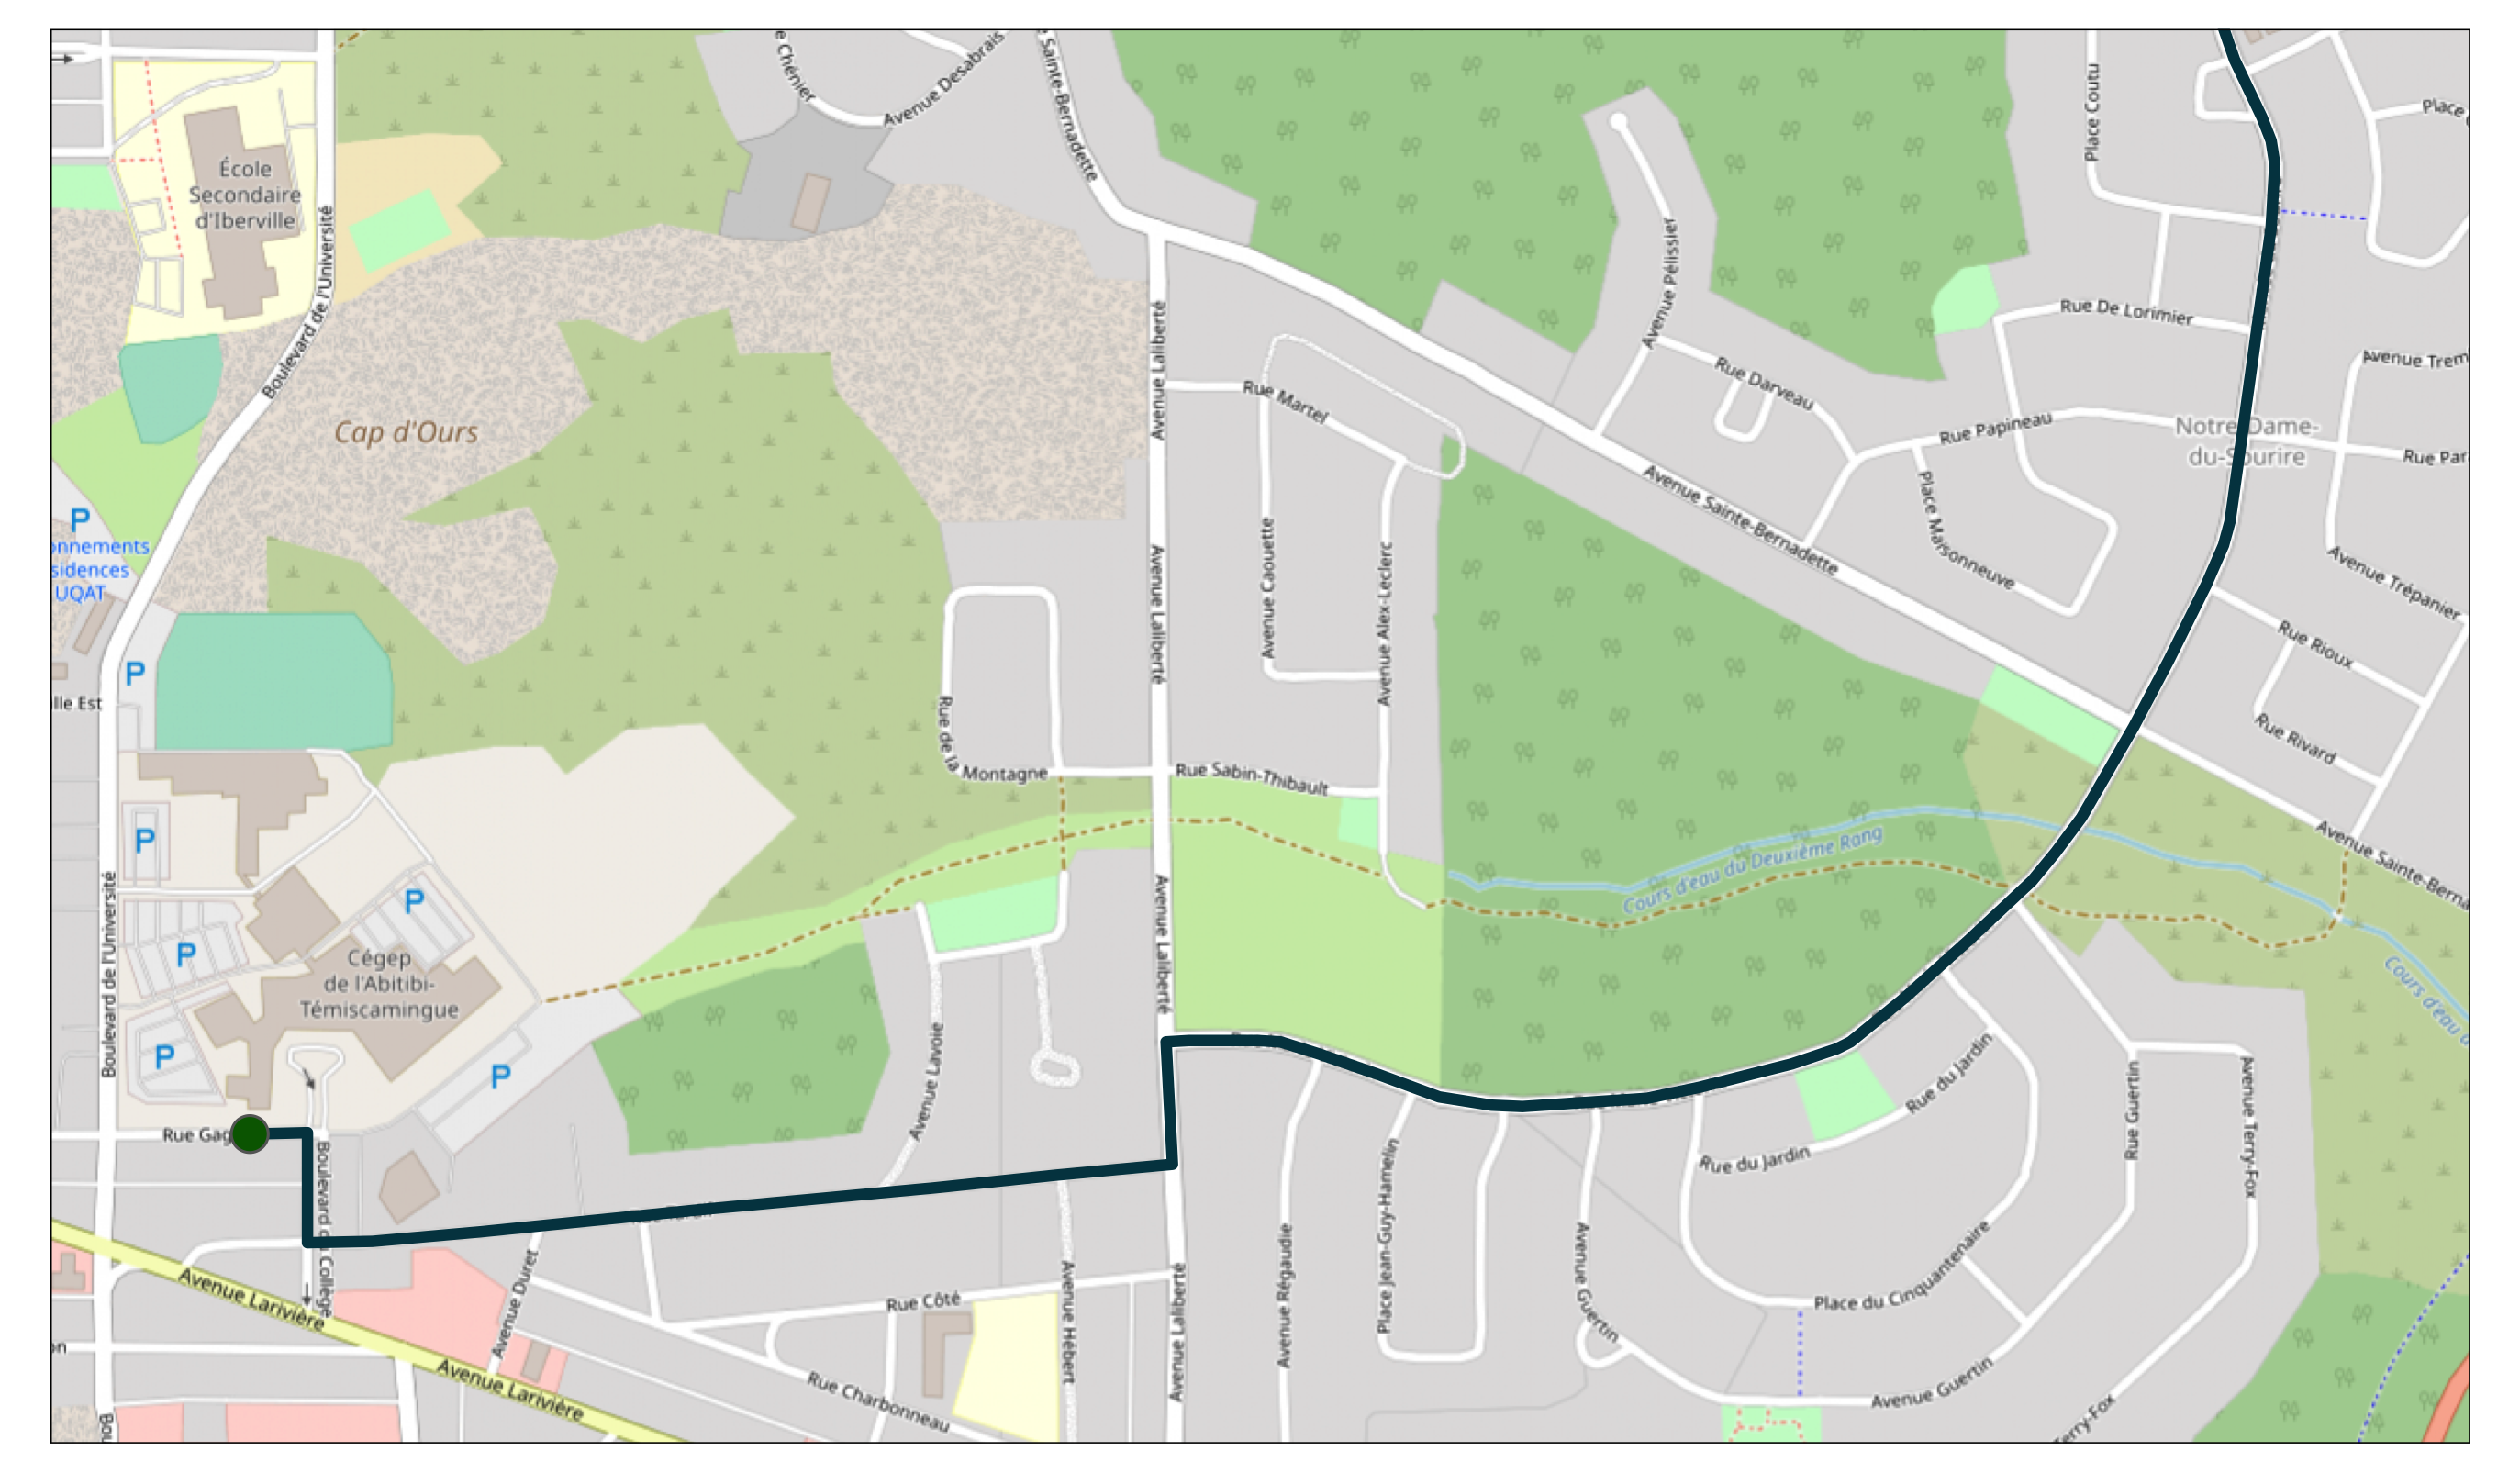 e Chénier
Avenue Desabrais
e Sainte-Bernadette
Place Coutu
Place
École
Secondaire
d'Iberville
Boulevard de l'Université
Avenue Pélissier
Rue De Lorimier
Avenue Laliberté
Avenue Trem
Rue Martel
Rue Darveau
Cap d'Ours
Rue Papineau
Notre-Dame-
du-Sourire
Rue Par
P
onnements
sidences
UQAT
Avenue Sainte-Bernadette
Place Maisonneuve
Avenue Caouette
Avenue Alex-Leclerc
Avenue Laliberté
Avenue Trépanier
Rue Rioux
P
lle Est
Rue de la
Montagne
Rue Sabin-Thibault
Rue Rivard
P
Cours d'eau du Deuxième Rang
Avenue Sainte-Berna
P
P
Boulevard de l'Université
Avenue Laliberté
Cégep
de l'Abitibi-
Témiscamingue
Cours d'eau d
P
P
Avenue Lavoie
Rue du Jardin
Rue du Jardin
Rue Guertin
Avenue Terry-Fox
Rue Gag
Boulevard du Collège
Place Jean-Guy-Hamelin
Avenue Régaudie
Avenue Guertin
Place du Cinquantenaire
Avenue Larivière
Avenue Duret
Rue Côté
Avenue Hébert
Avenue Laliberté
on
Avenue Larivière
Rue Charbonneau
Avenue Guertin
Terry-Fox
Bou